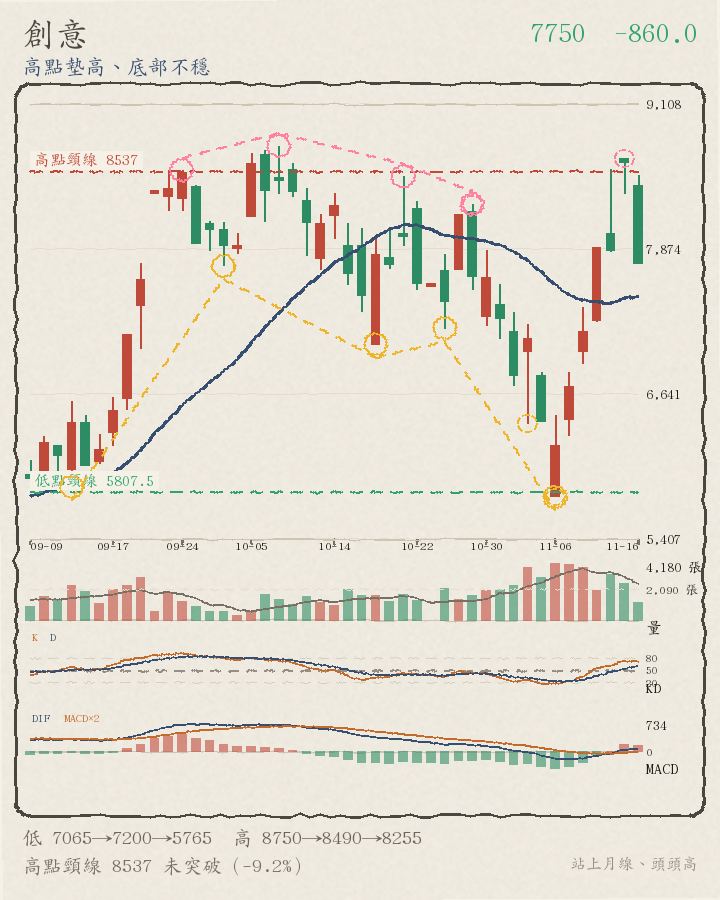 創意
7750 -860.0
高點墊高、底部不穩
9,108
高點頸線 8537
7,874
6,641
低點頸線 5807.5
5,407
09-09 09-17 09-24 10-05 10-14 10-22 10-30 11-06 11-16
4,180 張
2,090 張
量
K D
80
50
20
KD
DIF MACD×2
734
0
MACD
低 7065→7200→5765 高 8750→8490→8255
高點頸線 8537 未突破 (-9.2%)
站上月線、頭頭高